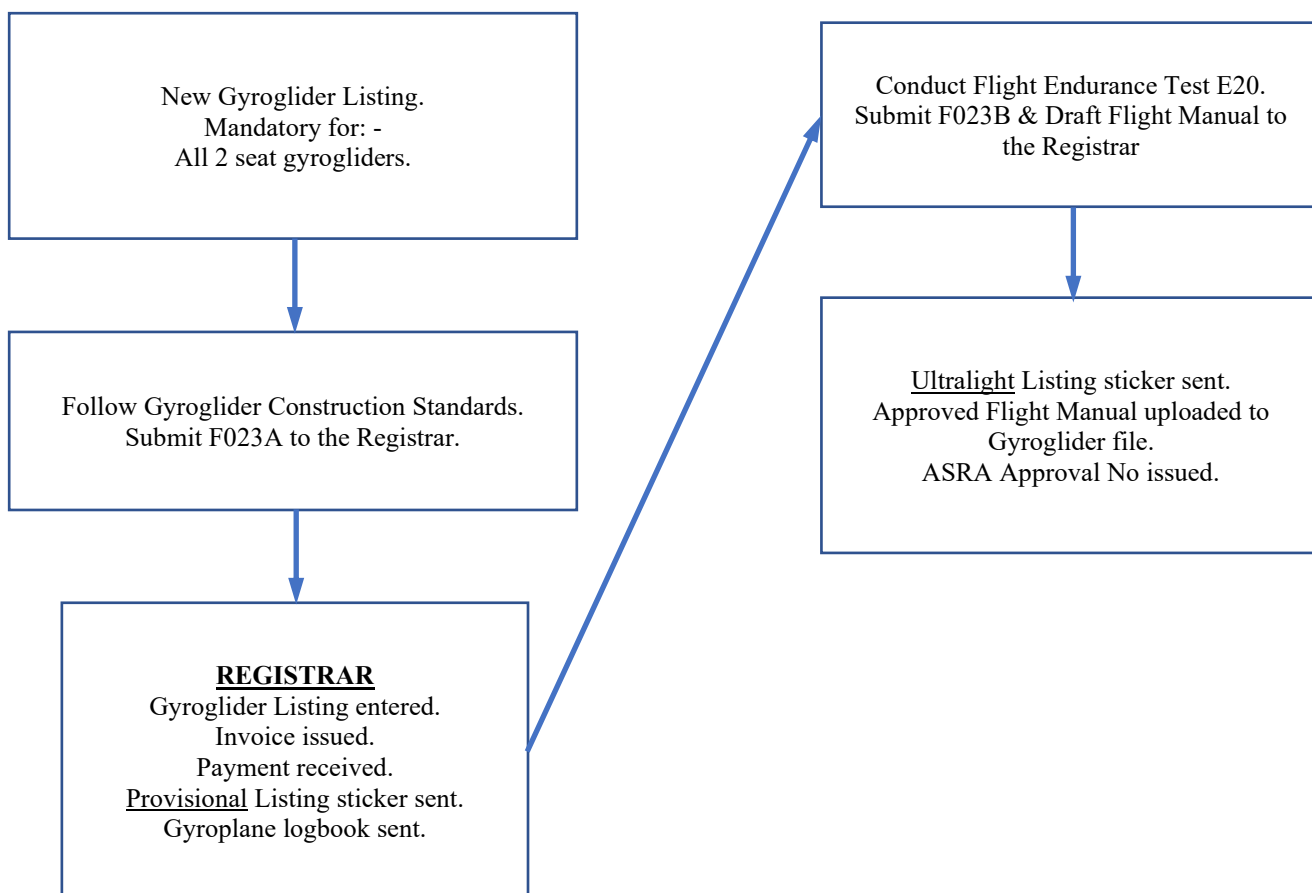 New Gyroglider Listing.
Mandatory for: -
All 2 seat gyrogliders.
Follow Gyroglider Construction Standards.
Submit F023A to the Registrar.
REGISTRAR
Gyroglider Listing entered.
Invoice issued.
Payment received.
Provisional Listing sticker sent.
Gyroplane logbook sent.
Conduct Flight Endurance Test E20.
Submit F023B & Draft Flight Manual to
the Registrar
Ultralight Listing sticker sent.
Approved Flight Manual uploaded to
Gyroglider file.
ASRA Approval No issued.